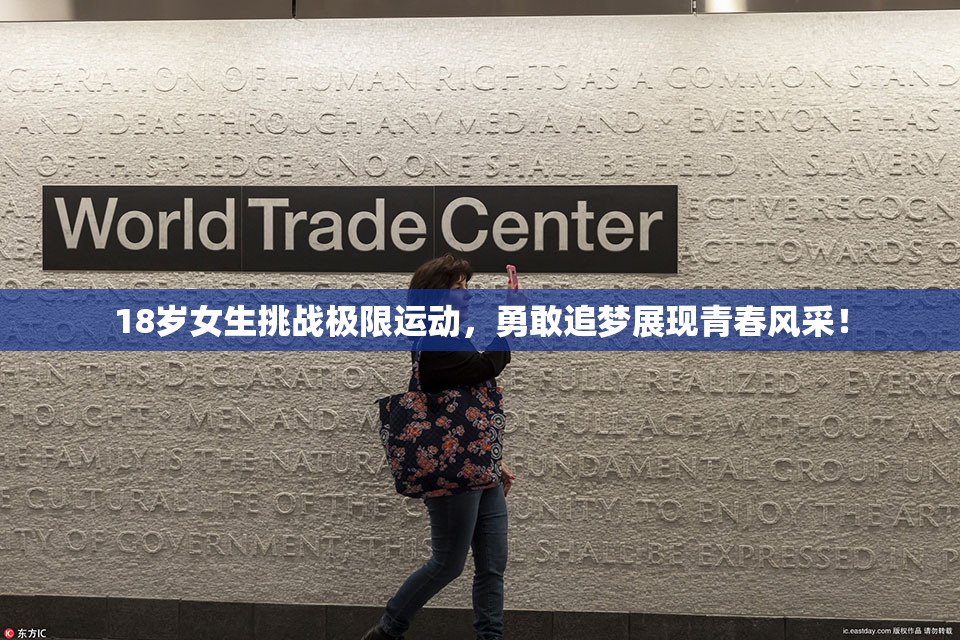 CLARATION OF HUMAN RIGHTS AS A COMMON STAND
AND IDEAS THROUGH ANY MEDIA AND EVERYONE HAS T
OF THIS PLEDGE NO ONE SHALL BE HELD IN SLAVERY
World Trade Center
ECTIVE RECOGN
ACT TOWARDS O
18岁女生挑战极限运动，勇敢追梦展现青春风采！
IN THIS DECLARATION FULLY REALIZED EVERYO
THOUGHT MEN AND OF FULL AGE, WITHO
E FAMILY IS THE NATURA FUNDAMENTAL GROUP
E CULTURAL LIFE OF THE UNITY, TO ENJOY THE ART
TY OF GOVERNMENT; THIS SHALL BE EXPRESSED IN P
东方IC
ic.eastday.com 版权作品 请勿转载